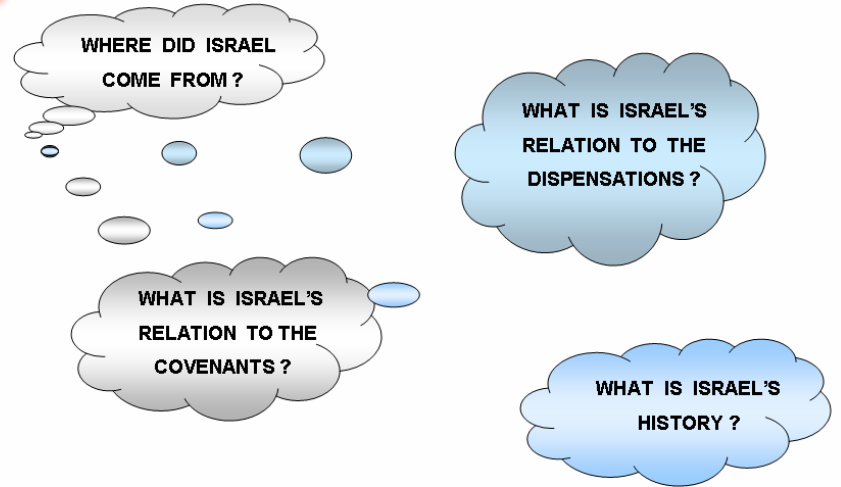 WHERE DID ISRAEL
COME FROM ?
WHAT IS ISRAEL'S
RELATION TO THE
DISPENSATIONS ?
WHAT IS ISRAEL'S
RELATION TO THE
COVENANTS ?
WHAT IS ISRAEL'S
HISTORY ?